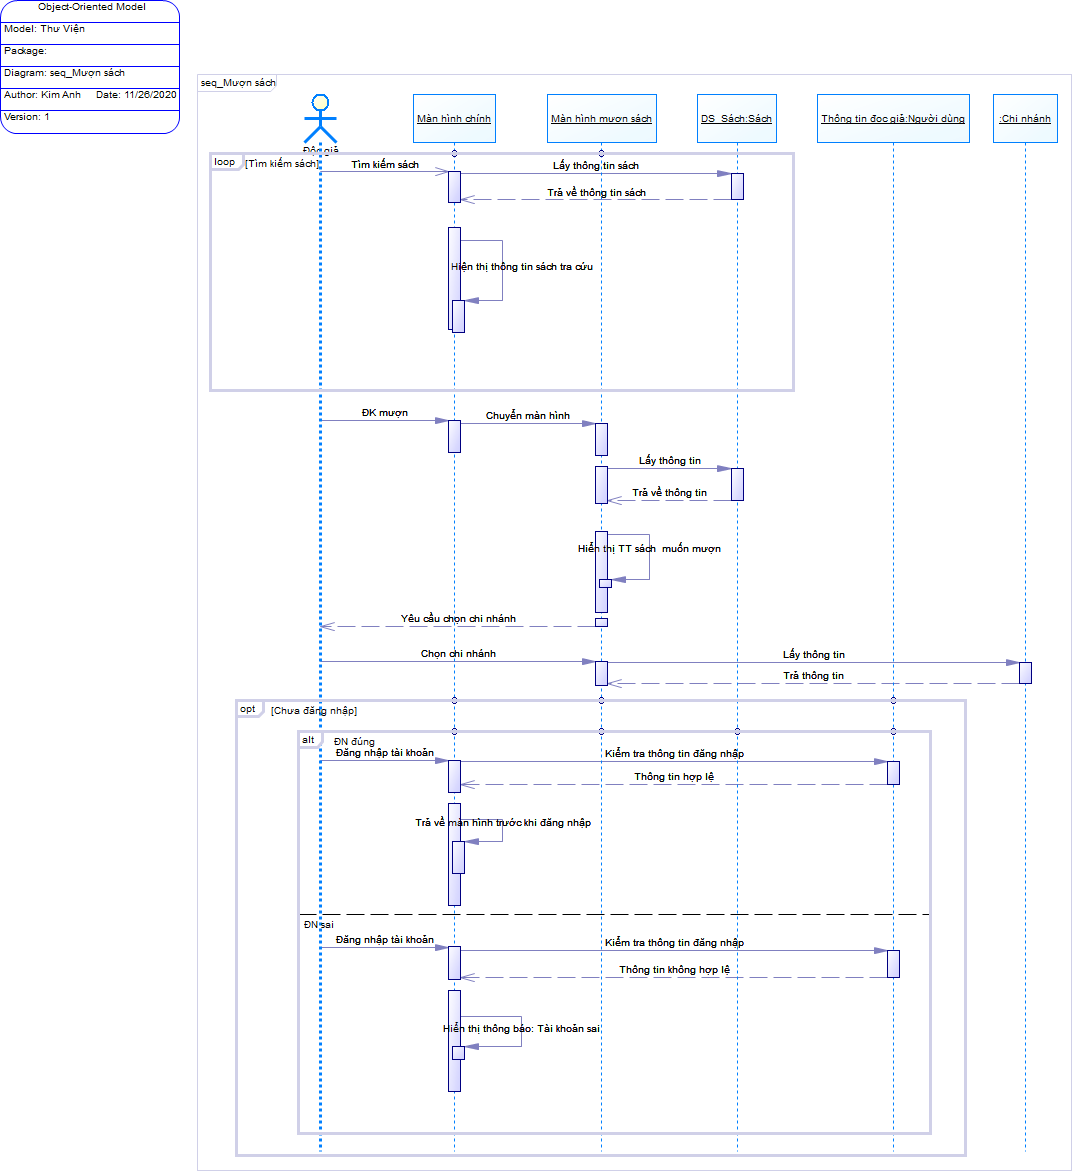 Object-Oriented Model
Model: Thư Viện
Package:
Diagram: seq_Mượn sách
Author: Kim Anh Date: 11/26/2020
Version: 1
seq_Mượn sách
Độc giả
Màn hình chính
Màn hình mượn sách
DS_Sách:Sách
Thông tin đọc giả:Người dùng
:Chi nhánh
loop
[Tìm kiếm sách]
Tìm kiếm sách
Lấy thông tin sách
Trả về thông tin sách
Hiện thị thông tin sách tra cứu
ĐK mượn
Chuyển màn hình
Lấy thông tin
Trả về thông tin
Hiển thị TT sách muốn mượn
Yêu cầu chọn chi nhánh
Chọn chi nhánh
Lấy thông tin
Trả thông tin
opt
[Chưa đăng nhập]
alt
ĐN đúng
Đăng nhập tài khoản
Kiểm tra thông tin đăng nhập
Thông tin hợp lệ
Trả về màn hình trước khi đăng nhập
ĐN sai
Đăng nhập tài khoản
Kiểm tra thông tin đăng nhập
Thông tin không hợp lệ
Hiển thị thông báo: Tài khoản sai